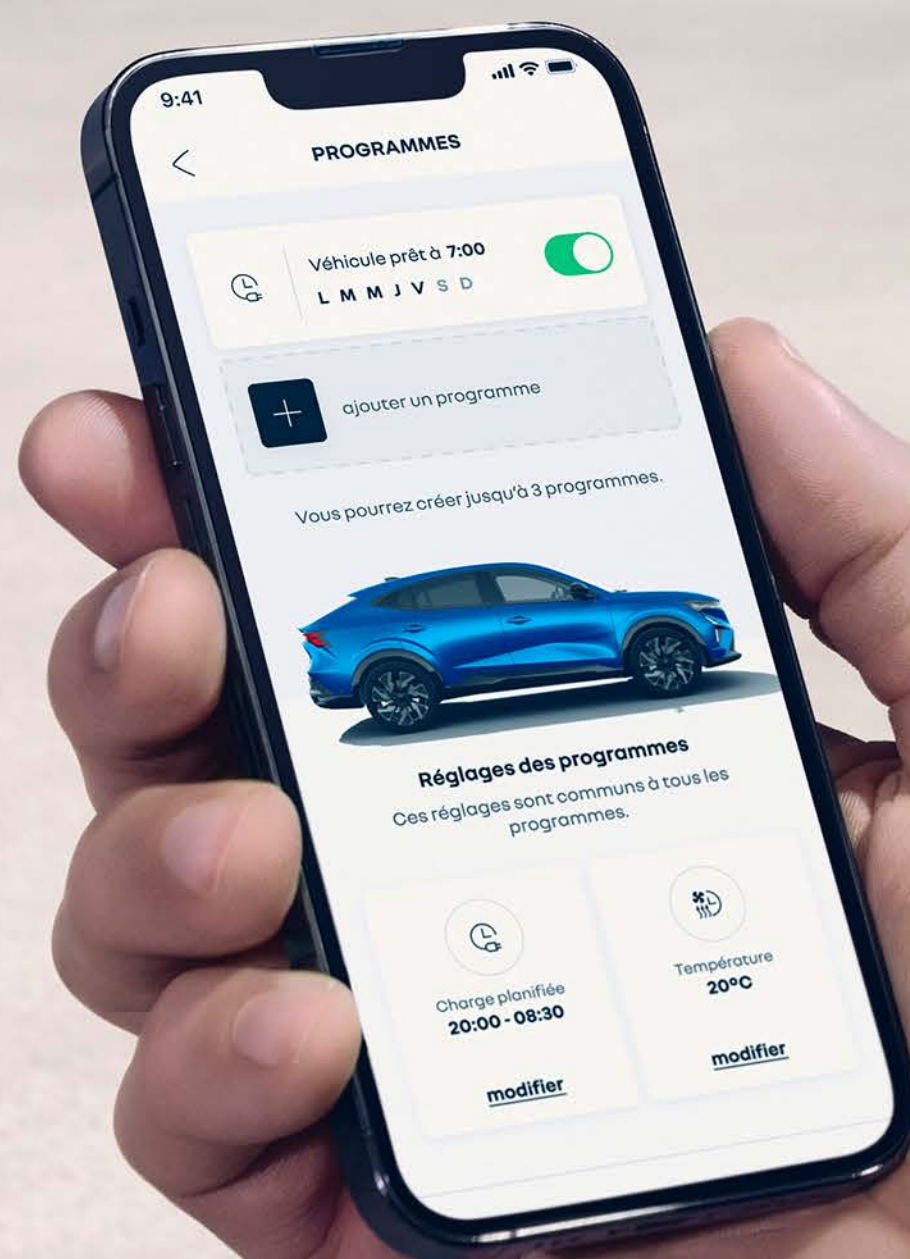 9:41
PROGRAMMES
Véhicule prêt à 7:00
L M M J V S D
ajouter un programme
Vous pourrez créer jusqu'à 3 programmes.
Réglages des programmes
Ces réglages sont communs à tous les
programmes.
Charge planifiée
20:00 - 08:30
modifier
Température
20°C
modifier